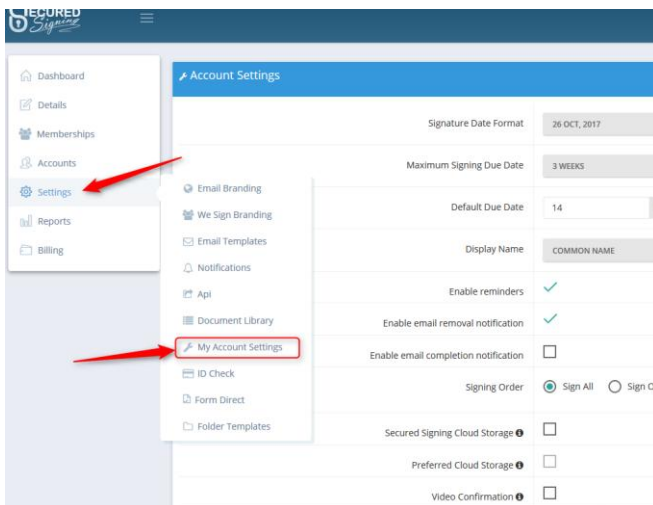 SECURED
Signing
Dashboard
Details
Memberships
Accounts
Settings
Reports
Billing
Email Branding
We Sign Branding
Email Templates
Notifications
Api
Document Library
My Account Settings
ID Check
Form Direct
Folder Templates
Account Settings
Signature Date Format 26 OCT, 2017
Maximum Signing Due Date 3 WEEKS
Default Due Date 14
Display Name COMMON NAME
Enable reminders
Enable email removal notification
Enable email completion notification
Signing Order Sign All Sign O
Secured Signing Cloud Storage
Preferred Cloud Storage
Video Confirmation